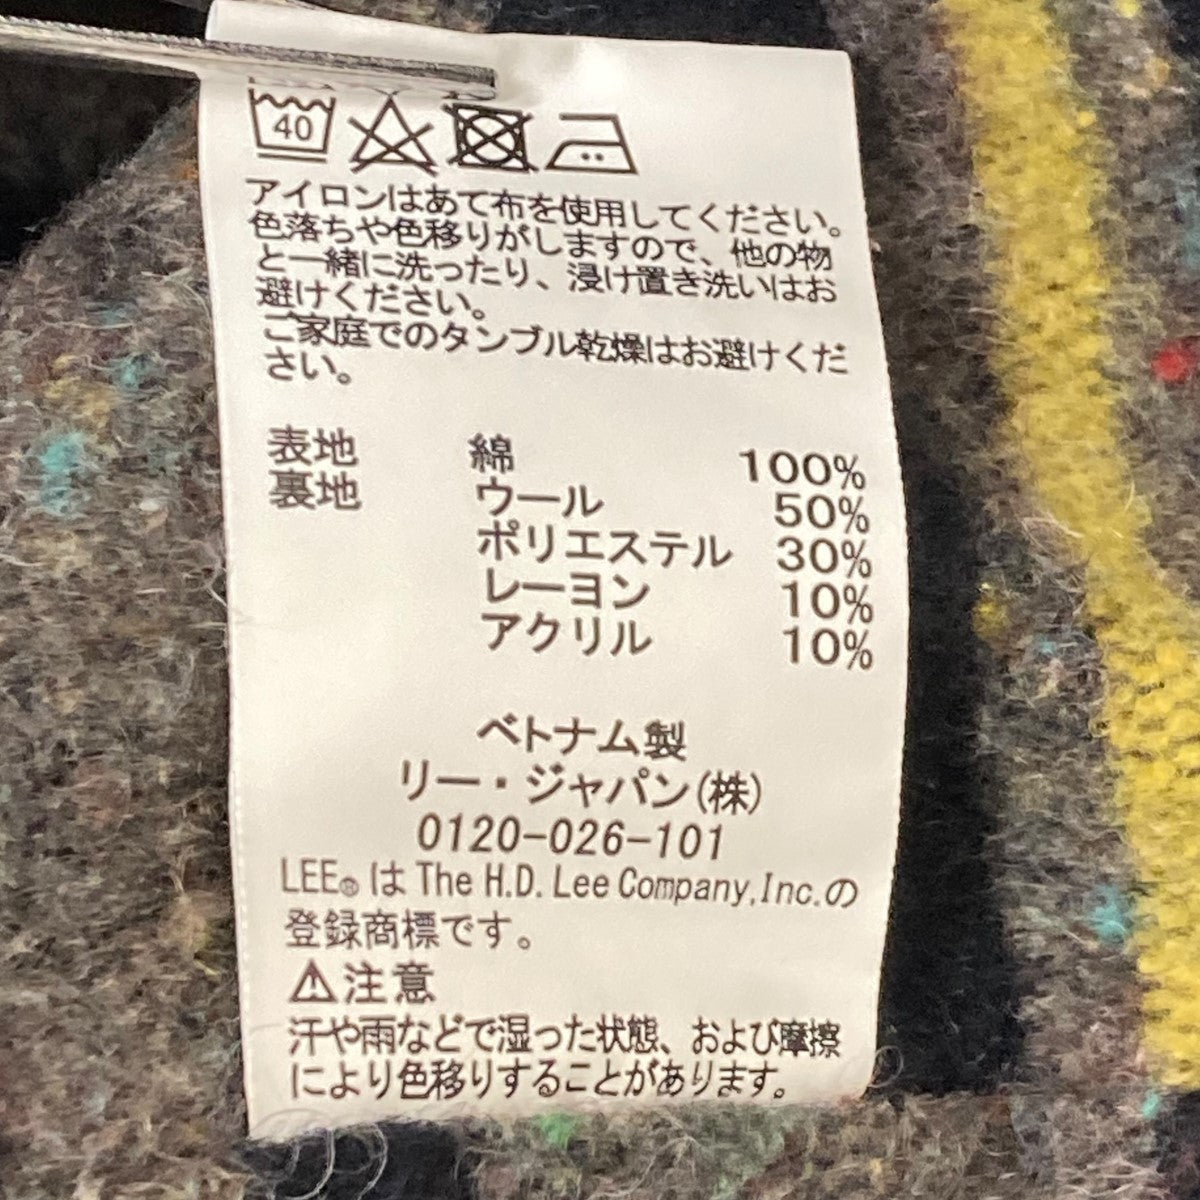 40
アイロンはあて布を使用してください。
色落ちや色移りがしますので、他の物
と一緒に洗ったり、浸け置き洗いはお
避けください。
ご家庭でのタンブル乾燥はお避けくだ
さい。
表地 綿 100%
裏地 ウール 50%
ポリエステル 30%
レーヨン 10%
アクリル 10%
ベトナム製
リー・ジャパン(株)
0120-026-101
LEE® は The H.D. Lee Company,Inc.の
登録商標です。
⚠注意
汗や雨などで湿った状態、および摩擦
により色移りすることがあります。